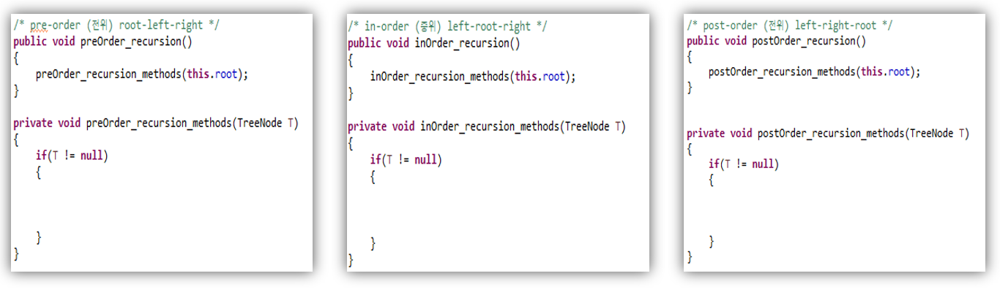 /* pre-order (전위) root-left-right */
public void preOrder_recursion()
{
preOrder_recursion_methods(this.root);
}
private void preOrder_recursion_methods(TreeNode T)
{
if(T != null)
{
}
}
/* in-order (중위) left-root-right */
public void inOrder_recursion()
{
inOrder_recursion_methods(this.root);
}
private void inOrder_recursion_methods(TreeNode T)
{
if(T != null)
{
}
}
/* post-order (전위) left-right-root */
public void postOrder_recursion()
{
postOrder_recursion_methods(this.root);
}
private void postOrder_recursion_methods(TreeNode T)
{
if(T != null)
{
}
}